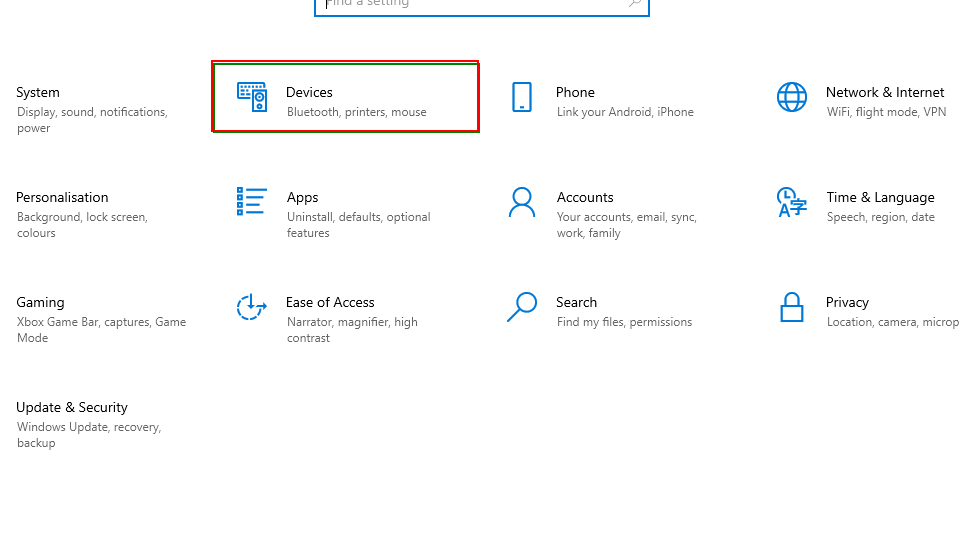 Find a setting
System
Display, sound, notifications,
power
Devices
Bluetooth, printers, mouse
Phone
Link your Android, iPhone
Network & Internet
WiFi, flight mode, VPN
Personalisation
Background, lock screen,
colours
Apps
Uninstall, defaults, optional
features
Accounts
Your accounts, email, sync,
work, family
Time & Language
Speech, region, date
Gaming
Xbox Game Bar, captures, Game
Mode
Ease of Access
Narrator, magnifier, high
contrast
Search
Find my files, permissions
Privacy
Location, camera, microp
Update & Security
Windows Update, recovery,
backup